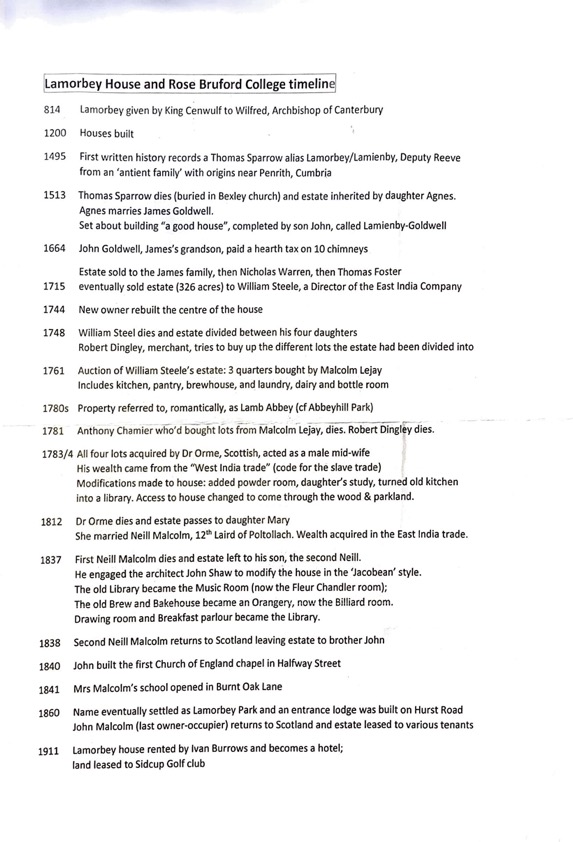 Lamorbey House and Rose Bruford College timeline
814 Lamorbey given by King Cenwulf to Wilfred, Archbishop of Canterbury
1200 Houses built
1495 First written history records a Thomas Sparrow alias Lamorbey/Lamienby, Deputy Reeve
from an 'antient family' with origins near Penrith, Cumbria
1513 Thomas Sparrow dies (buried in Bexley church) and estate inherited by daughter Agnes.
Agnes marries James Goldwell.
Set about building "a good house", completed by son John, called Lamienby-Goldwell
1664 John Goldwell, James's grandson, paid a hearth tax on 10 chimneys
Estate sold to the James family, then Nicholas Warren, then Thomas Foster
1715 eventually sold estate (326 acres) to William Steele, a Director of the East India Company
1744 New owner rebuilt the centre of the house
1748 William Steel dies and estate divided between his four daughters
Robert Dingley, merchant, tries to buy up the different lots the estate had been divided into
1761 Auction of William Steele's estate: 3 quarters bought by Malcolm Lejay
Includes kitchen, pantry, brewhouse, and laundry, dairy and bottle room
1780s Property referred to, romantically, as Lamb Abbey (cf Abbeyhill Park)
1781 Anthony Chamier who'd bought lots from Malcolm Lejay, dies. Robert Dingley dies.
1783/4 All four lots acquired by Dr Orme, Scottish, acted as a male mid-wife
His wealth came from the "West India trade" (code for the slave trade)
Modifications made to house: added powder room, daughter's study, turned old kitchen
into a library. Access to house changed to come through the wood & parkland.
1812 Dr Orme dies and estate passes to daughter Mary
She married Neill Malcolm, 12th Laird of Poltollach. Wealth acquired in the East India trade.
1837 First Neill Malcolm dies and estate left to his son, the second Neill.
He engaged the architect John Shaw to modify the house in the 'Jacobean' style.
The old Library became the Music Room (now the Fleur Chandler room);
The old Brew and Bakehouse became an Orangery, now the Billiard room.
Drawing room and Breakfast parlour became the Library.
1838 Second Neill Malcolm returns to Scotland leaving estate to brother John
1840 John built the first Church of England chapel in Halfway Street
1841 Mrs Malcolm's school opened in Burnt Oak Lane
1860 Name eventually settled as Lamorbey Park and an entrance lodge was built on Hurst Road
John Malcolm (last owner-occupier) returns to Scotland and estate leased to various tenants
1911 Lamorbey house rented by Ivan Burrows and becomes a hotel;
land leased to Sidcup Golf club